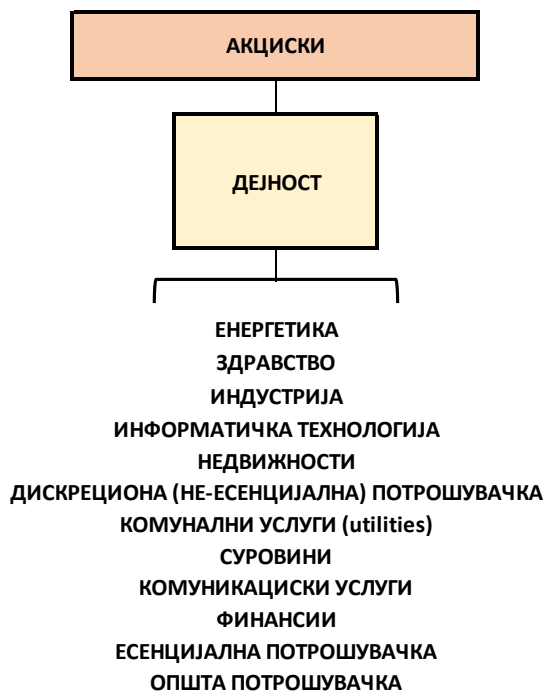 АКЦИСКИ
ДЕЈНОСТ
ЕНЕРГЕТИКА
ЗДРАВСТВО
ИНДУСТРИЈА
ИНФОРМАТИЧКА ТЕХНОЛОГИЈА
НЕДВИЖНОСТИ
ДИСКРЕЦИОНА (НЕ-ЕСЕНЦИЈАЛНА) ПОТРОШУВАЧКА
КОМУНАЛНИ УСЛУГИ (utilities)
СУРОВИНИ
КОМУНИКАЦИСКИ УСЛУГИ
ФИНАНСИИ
ЕСЕНЦИЈАЛНА ПОТРОШУВАЧКА
ОПШТА ПОТРОШУВАЧКА